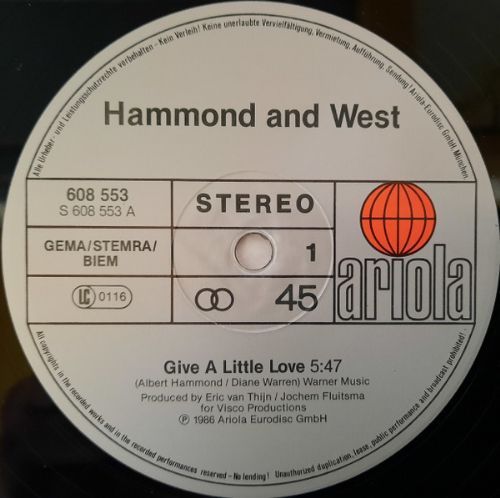 Alle Urheber- und Leistungsschutzrechte vorbehalten - Kein Verleih! Keine unerlaubte Vervielfältigung, Vermietung, Aufführung, Sendung! Ariola Eurodisc GmbH, München
Hammond and West
608 553
S 608 553 A
STEREO
GEMA/STEMRA/
BIEM
1
LC 0116
45
ariola
Give A Little Love 5:47
(Albert Hammond / Diane Warren) Warner Music
Produced by Eric van Thijn / Jochem Fluitsma
for Visco Productions
℗ 1986 Ariola Eurodisc GmbH
All copyrights in the recorded works and in the recorded performances reserved – No lending! Unauthorized duplication, lease, public performance and broadcast prohibited!